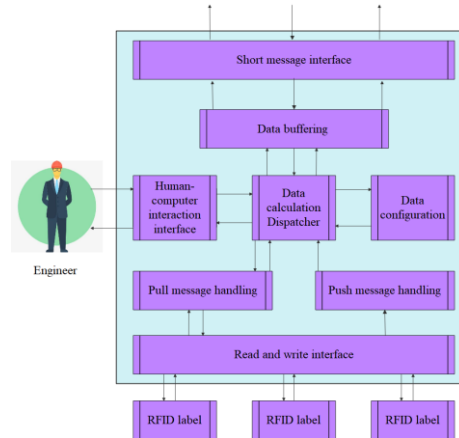 Short message interface
Data buffering
Human-
computer
interaction
interface
Data
calculation
Dispatcher
Data
configuration
Engineer
Pull message handling
Push message handling
Read and write interface
RFID label
RFID label
RFID label